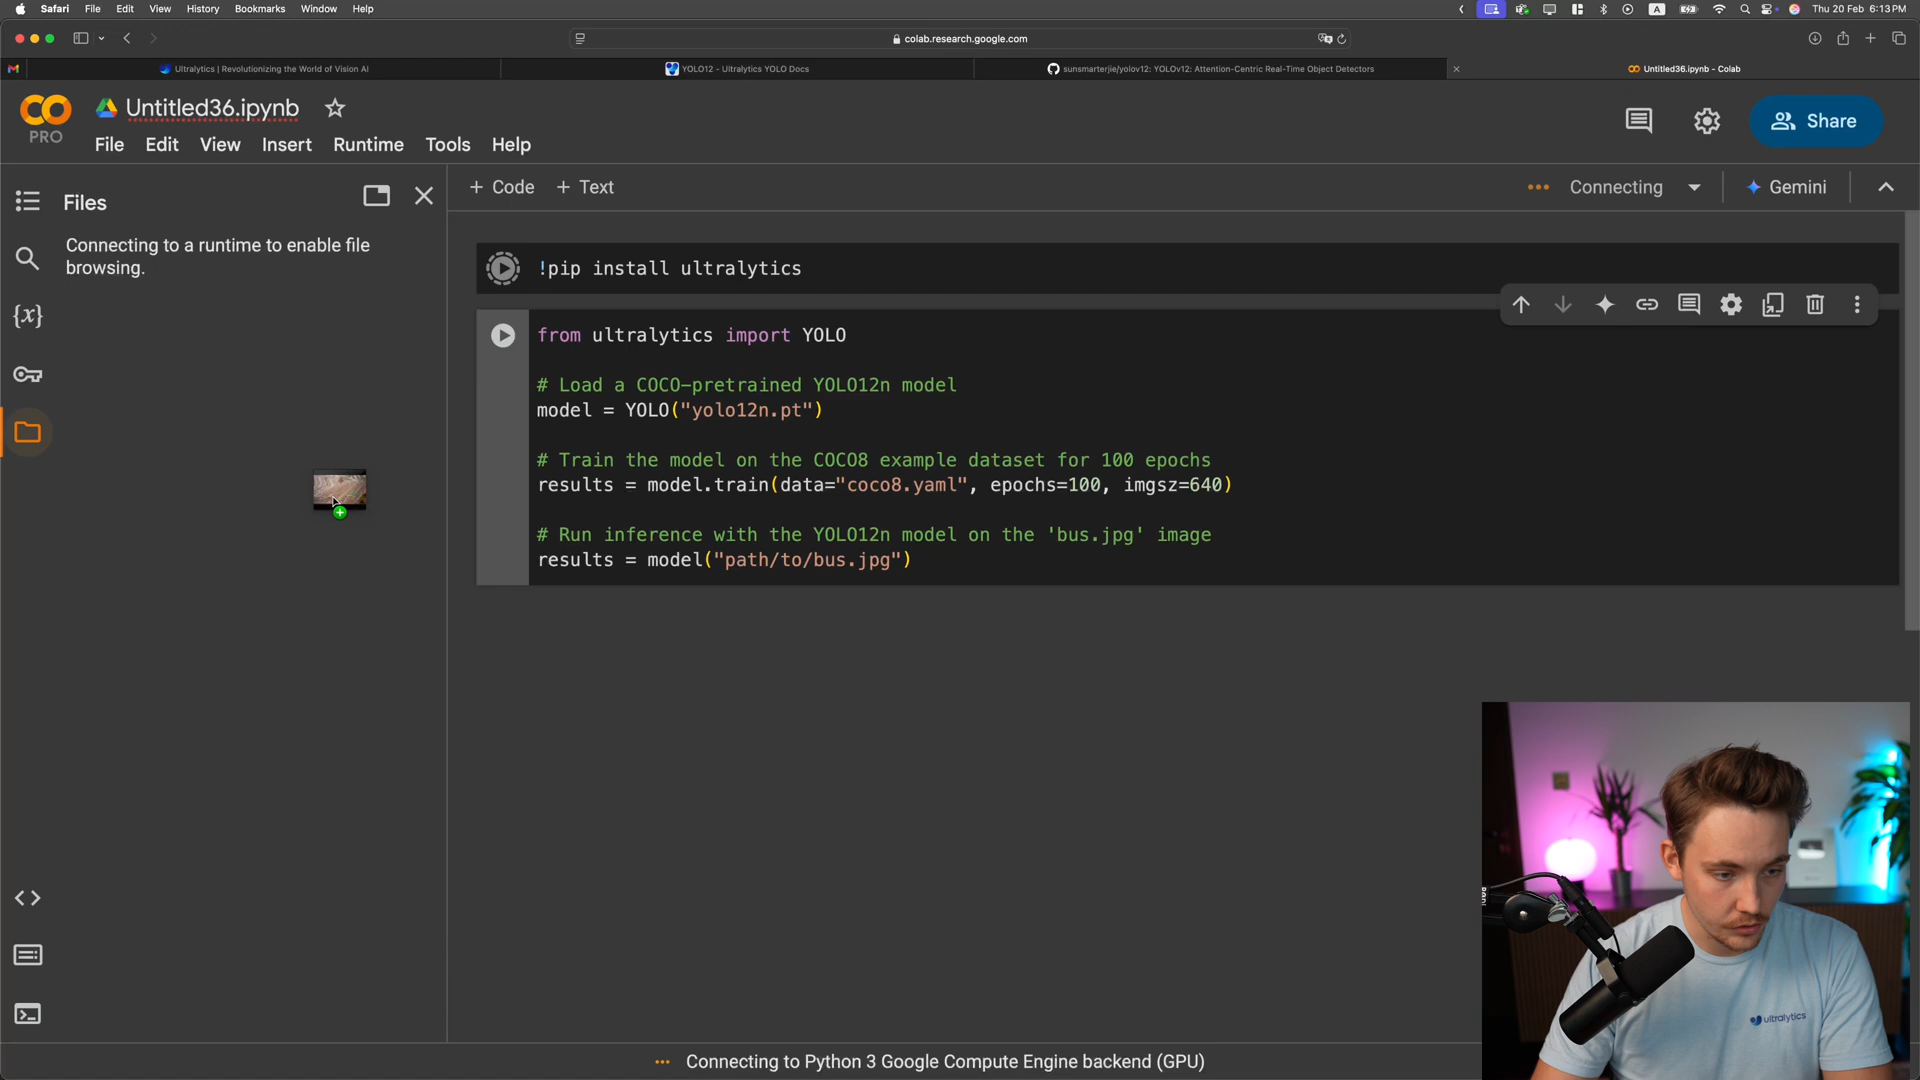 Safari File Edit View History Bookmarks Window Help
A
Thu 20 Feb 6:13 PM
colab.research.google.com
Ultralytics | Revolutionizing the World of Vision AI
YOLO12 - Ultralytics YOLO Docs
sunsmarterjie/yolov12: YOLOv12: Attention-Centric Real-Time Object Detectors
Untitled36.ipynb - Colab
PRO
Untitled36.ipynb
File Edit View Insert Runtime Tools Help
Share
Files
Connecting to a runtime to enable file
browsing.
+ Code + Text
Connecting
Gemini
{x}
!pip install ultralytics
from ultralytics import YOLO
# Load a COCO-pretrained YOLO12n model
model = YOLO("yolo12n.pt")
# Train the model on the COCO8 example dataset for 100 epochs
results = model.train(data="coco8.yaml", epochs=100, imgsz=640)
# Run inference with the YOLO12n model on the 'bus.jpg' image
results = model("path/to/bus.jpg")
ultralytics
Connecting to Python 3 Google Compute Engine backend (GPU)